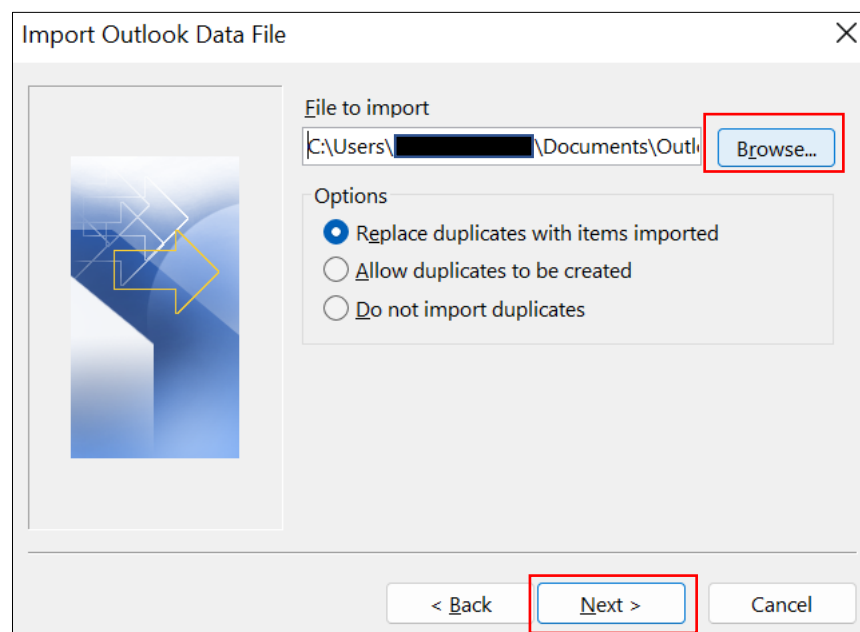 Import Outlook Data File
File to import
C:\Users\ \Documents\Outl
Browse...
Options
Replace duplicates with items imported
Allow duplicates to be created
Do not import duplicates
< Back
Next >
Cancel